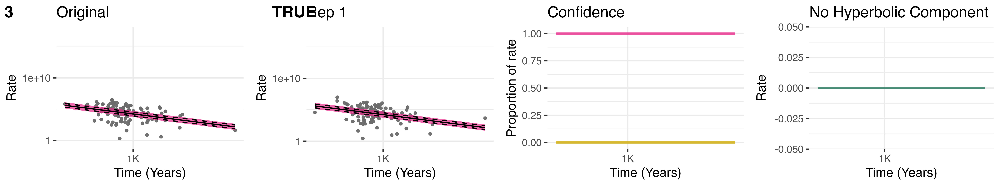 3
Original
Rate
1e+10
1
1K
Time (Years)
TRUE
ep 1
Rate
1e+10
1
1K
Time (Years)
Confidence
Proportion of rate
1.00
0.75
0.50
0.25
0.00
1K
Time (Years)
No Hyperbolic Component
Rate
0.050
0.025
0.000
-0.025
-0.050
1K
Time (Years)